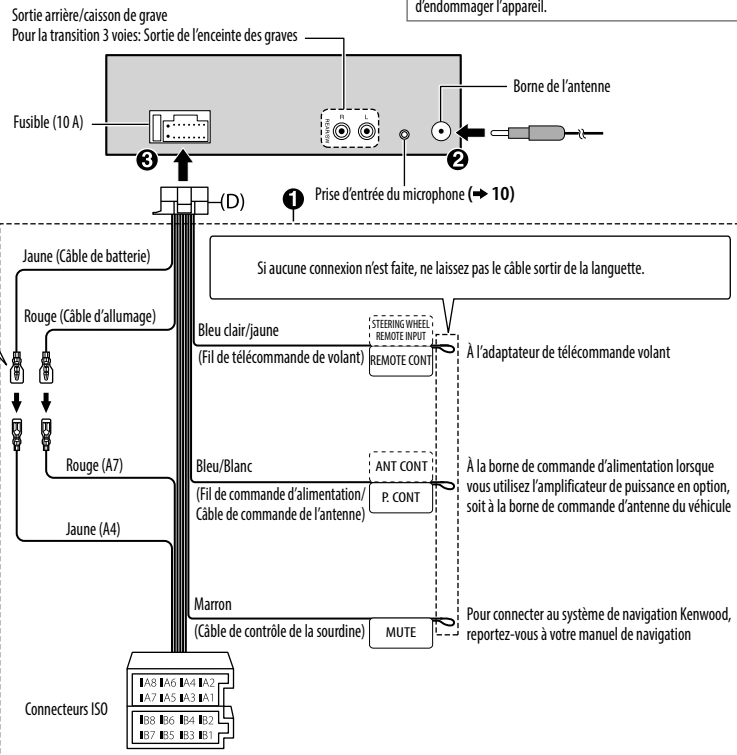 d'endommager l'appareil.
Sortie arrière/caisson de grave
Pour la transition 3 voies: Sortie de l'enceinte des graves
Borne de l'antenne
Fusible (10 A)
REAR/SW
R
L
❸
❷
(D)
❶
Prise d'entrée du microphone (➜ 10)
Jaune (Câble de batterie)
Si aucune connexion n'est faite, ne laissez pas le câble sortir de la languette.
Rouge (Câble d'allumage)
Bleu clair/jaune
(Fil de télécommande de volant)
STEERING WHEEL
REMOTE INPUT
REMOTE CONT
À l'adaptateur de télécommande volant
Rouge (A7)
Bleu/Blanc
(Fil de commande d'alimentation/
Câble de commande de l'antenne)
ANT CONT
P. CONT
À la borne de commande d'alimentation lorsque
vous utilisez l'amplificateur de puissance en option,
soit à la borne de commande d'antenne du véhicule
Jaune (A4)
Marron
(Câble de contrôle de la sourdine)
MUTE
Pour connecter au système de navigation Kenwood,
reportez-vous à votre manuel de navigation
Connecteurs ISO
A8 A6 A4 A2
A7 A5 A3 A1
B8 B6 B4 B2
B7 B5 B3 B1